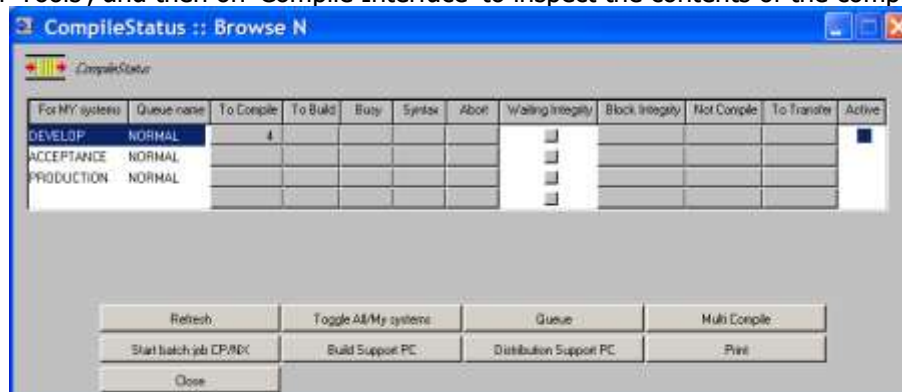 Tools', and then on 'Compile Interface' to inspect the contents of the comp
CompileStatus :: Browse N
CompileStatus
For MY systems Queue name To Compile To Build Busy Syntax Abort Waiting Integrity Block Integrity Not Compile To Transfer Active
DEVELOP NORMAL 4
ACCEPTANCE NORMAL
PRODUCTION NORMAL
Refresh Toggle All/My systems Queue Multi Compile
Start batch job CP/NX Build Support PC Distribution Support PC Print
Close